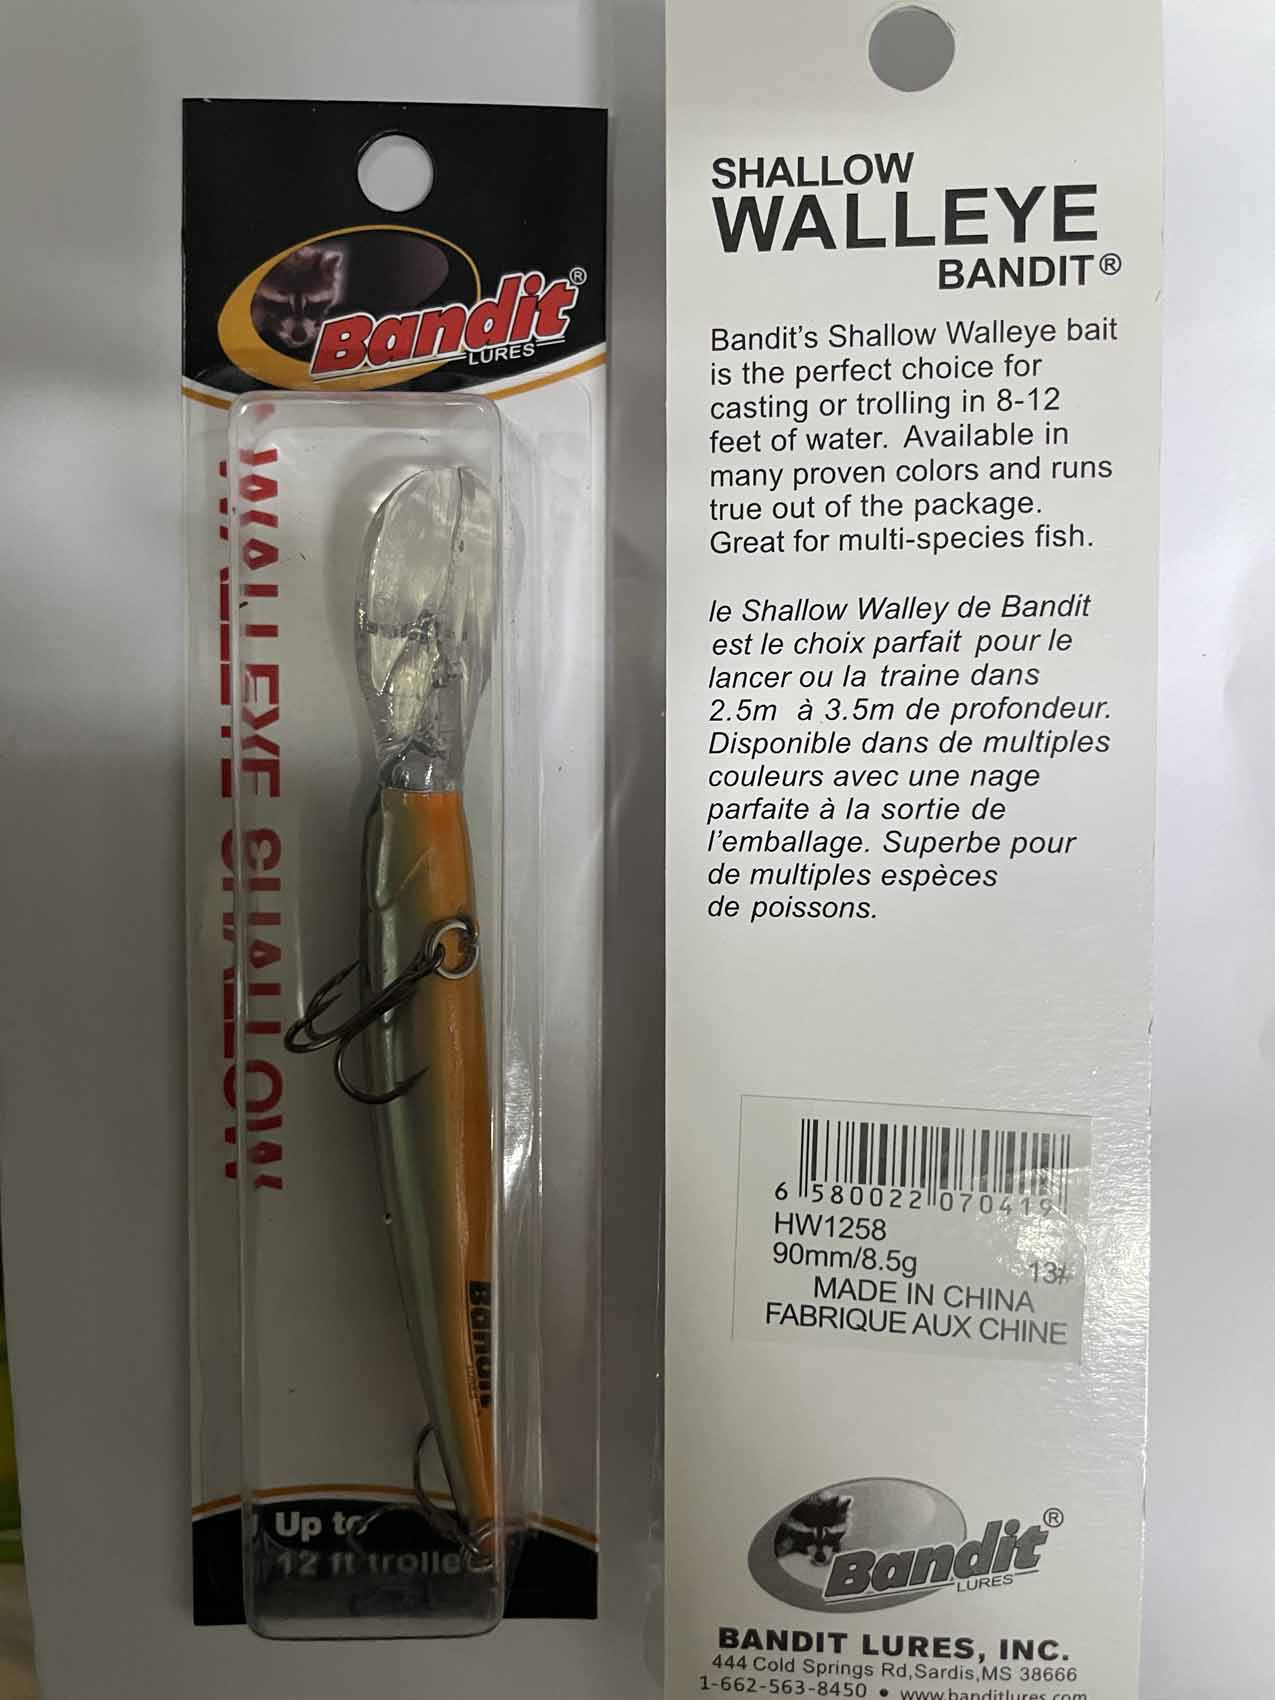 Bandit®
LURES
WALLEYE SHALLOW
Bandit
Up to
12 ft trolled
SHALLOW
WALLEYE
BANDIT®
Bandit's Shallow Walleye bait
is the perfect choice for
casting or trolling in 8-12
feet of water. Available in
many proven colors and runs
true out of the package.
Great for multi-species fish.
le Shallow Walley de Bandit
est le choix parfait pour le
lancer ou la traine dans
2.5m à 3.5m de profondeur.
Disponible dans de multiples
couleurs avec une nage
parfaite à la sortie de
l'emballage. Superbe pour
de multiples espèces
de poissons.
6 580022 070419
HW1258
90mm/8.5g 13#
MADE IN CHINA
FABRIQUE AUX CHINE
Bandit®
LURES
BANDIT LURES, INC.
444 Cold Springs Rd,Sardis,MS 38666
1-662-563-8450 • www.banditlures.com